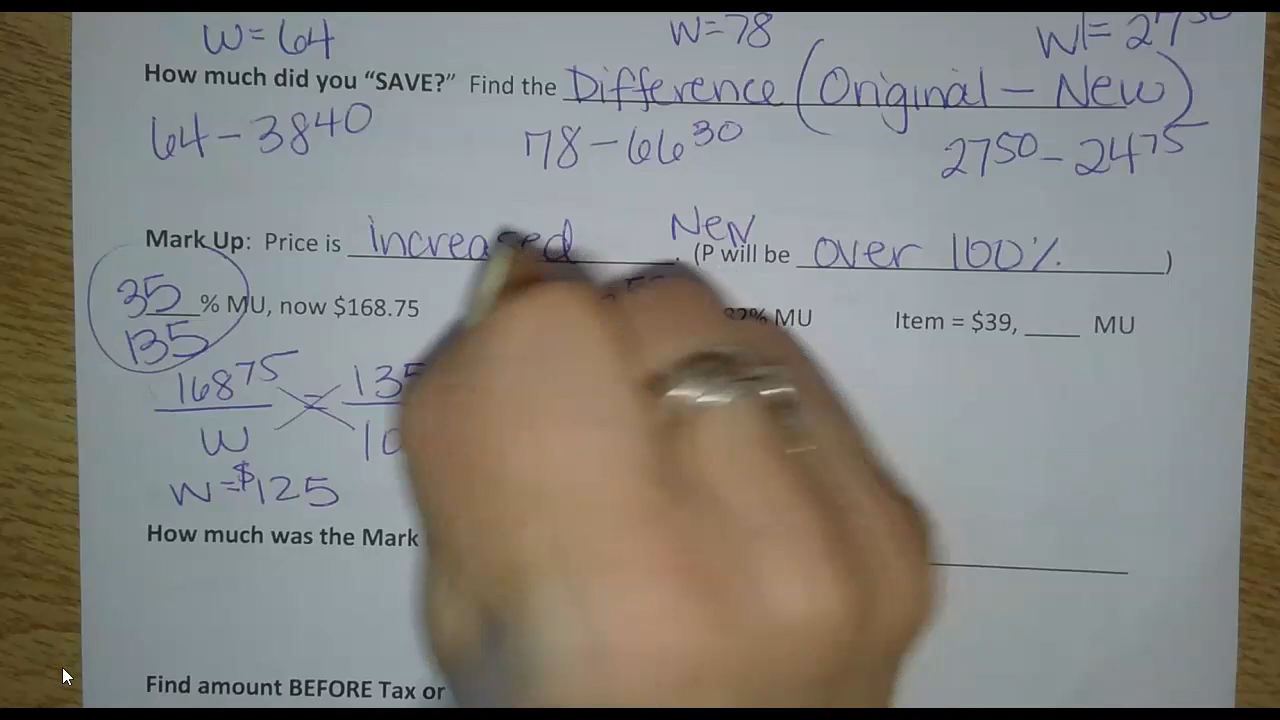 W = 64 W = 78
How much did you “SAVE?” Find the Difference (Original - New)
64 - 38⁴⁰ 78 - 66³⁰ 27⁵⁰ - 24⁷⁵
New
Mark Up: Price is increased. (P will be over 100%)
35 % MU, now $168.75 % MU Item = $39, ____ MU
135
168⁷⁵ = 13
W 10
W = $125
How much was the Mark
Find amount BEFORE Tax or